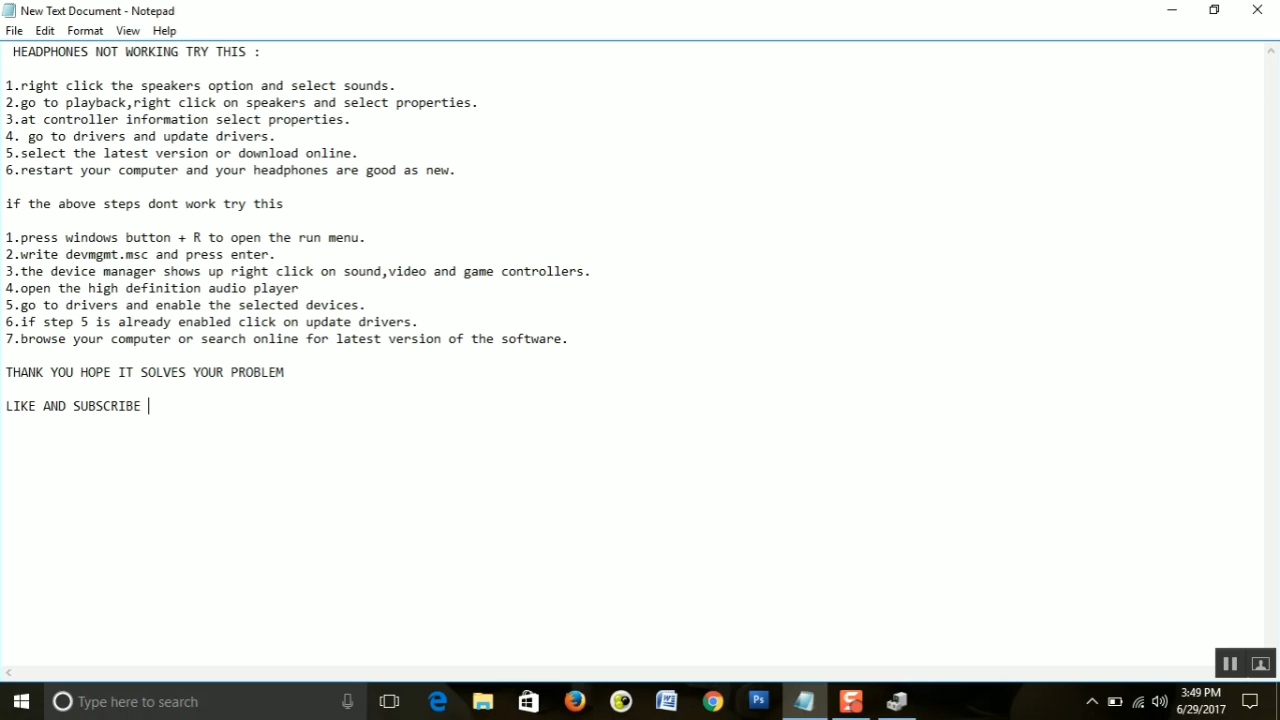 New Text Document - Notepad
File Edit Format View Help
HEADPHONES NOT WORKING TRY THIS :
1.right click the speakers option and select sounds.
2.go to playback,right click on speakers and select properties.
3.at controller information select properties.
4. go to drivers and update drivers.
5.select the latest version or download online.
6.restart your computer and your headphones are good as new.
if the above steps dont work try this
1.press windows button + R to open the run menu.
2.write devmgmt.msc and press enter.
3.the device manager shows up right click on sound,video and game controllers.
4.open the high definition audio player
5.go to drivers and enable the selected devices.
6.if step 5 is already enabled click on update drivers.
7.browse your computer or search online for latest version of the software.
THANK YOU HOPE IT SOLVES YOUR PROBLEM
LIKE AND SUBSCRIBE
Type here to search
Ps
3:49 PM
6/29/2017